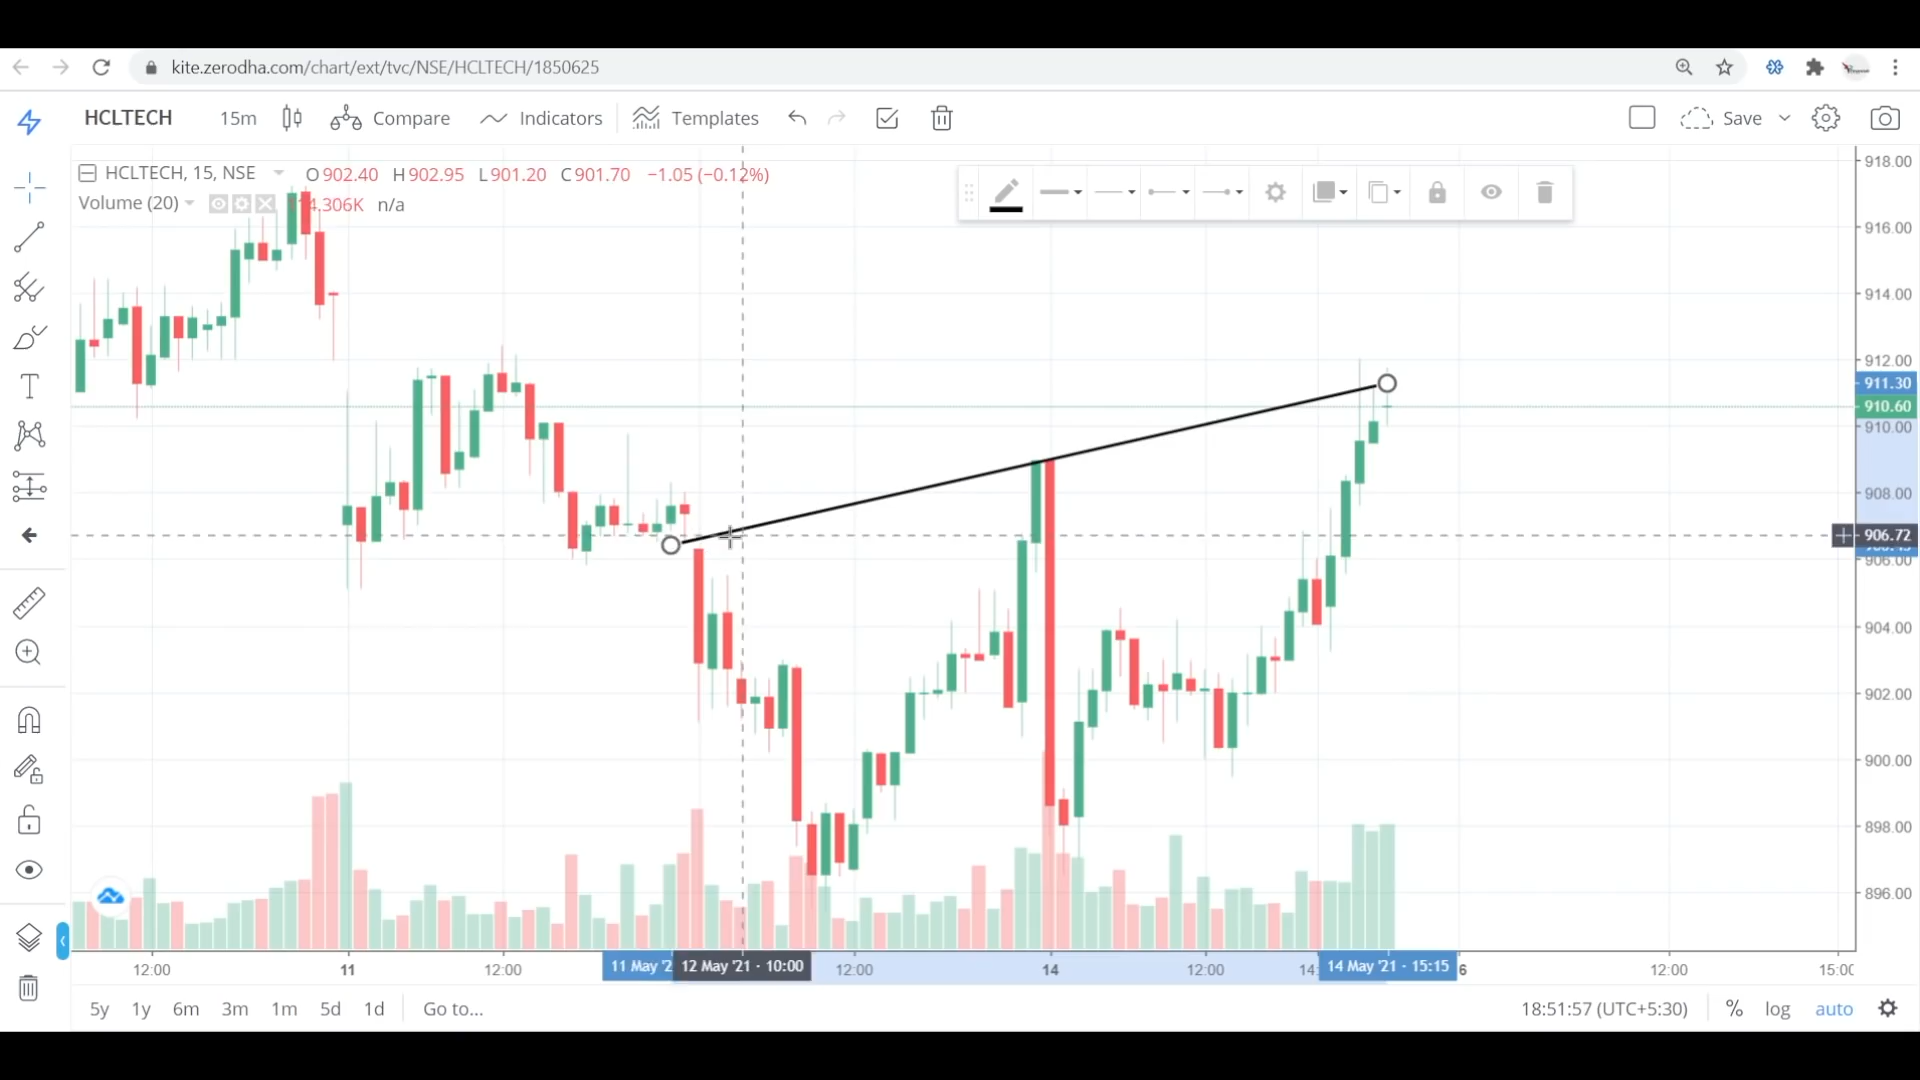 kite.zerodha.com/chart/ext/tvc/NSE/HCLTECH/1850625
HCLTECH 15m Compare Indicators Templates Save
HCLTECH, 15, NSE O902.40 H902.95 L901.20 C901.70 −1.05 (−0.12%)
Volume (20) 4.306K n/a
918.00
916.00
914.00
912.00
911.30
910.60
910.00
908.00
906.72
906.00
904.00
902.00
900.00
898.00
896.00
12:00 11 12:00 11 May '2 12 May '21 · 10:00 12:00 14 12:00 14: 14 May '21 · 15:15 6 12:00 15:00
5y 1y 6m 3m 1m 5d 1d Go to... 18:51:57 (UTC+5:30) % log auto